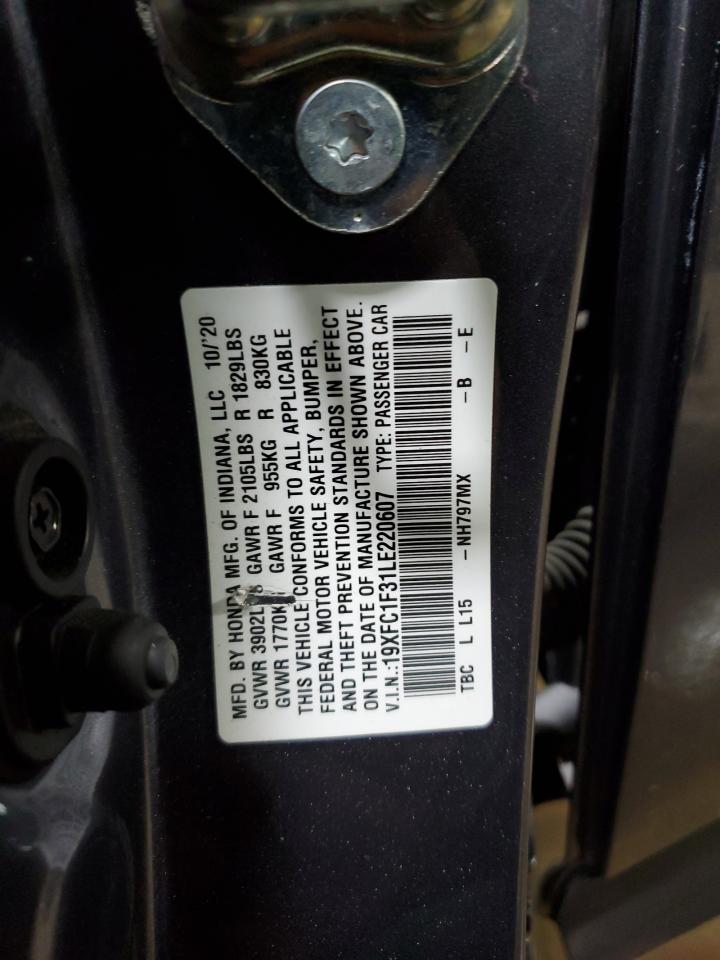 MFD. BY HONDA MFG. OF INDIANA, LLC 10/'20
GVWR 3902 GAWR F 2105LBS R 1829LBS
GVWR 1770 GAWR F 955KG R 830KG
THIS VEHICLE CONFORMS TO ALL APPLICABLE
FEDERAL MOTOR VEHICLE SAFETY, BUMPER,
AND THEFT PREVENTION STANDARDS IN EFFECT
ON THE DATE OF MANUFACTURE SHOWN ABOVE.
V.I.N.:19XFC1F31LE220607 TYPE: PASSENGER CAR
TBC L L15 -NH797MX -B -E